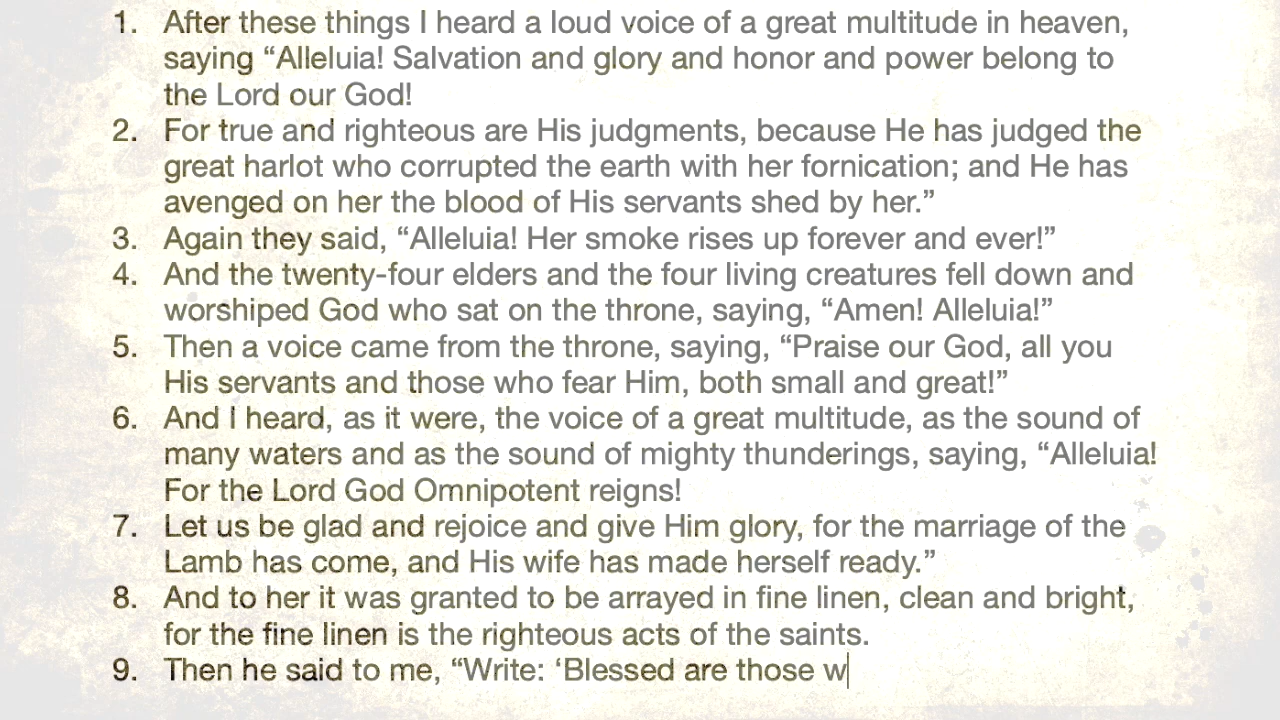 1. After these things I heard a loud voice of a great multitude in heaven,
saying “Alleluia! Salvation and glory and honor and power belong to
the Lord our God!
2. For true and righteous are His judgments, because He has judged the
great harlot who corrupted the earth with her fornication; and He has
avenged on her the blood of His servants shed by her.”
3. Again they said, “Alleluia! Her smoke rises up forever and ever!”
4. And the twenty-four elders and the four living creatures fell down and
worshiped God who sat on the throne, saying, “Amen! Alleluia!”
5. Then a voice came from the throne, saying, “Praise our God, all you
His servants and those who fear Him, both small and great!”
6. And I heard, as it were, the voice of a great multitude, as the sound of
many waters and as the sound of mighty thunderings, saying, “Alleluia!
For the Lord God Omnipotent reigns!
7. Let us be glad and rejoice and give Him glory, for the marriage of the
Lamb has come, and His wife has made herself ready.”
8. And to her it was granted to be arrayed in fine linen, clean and bright,
for the fine linen is the righteous acts of the saints.
9. Then he said to me, “Write: ‘Blessed are those w